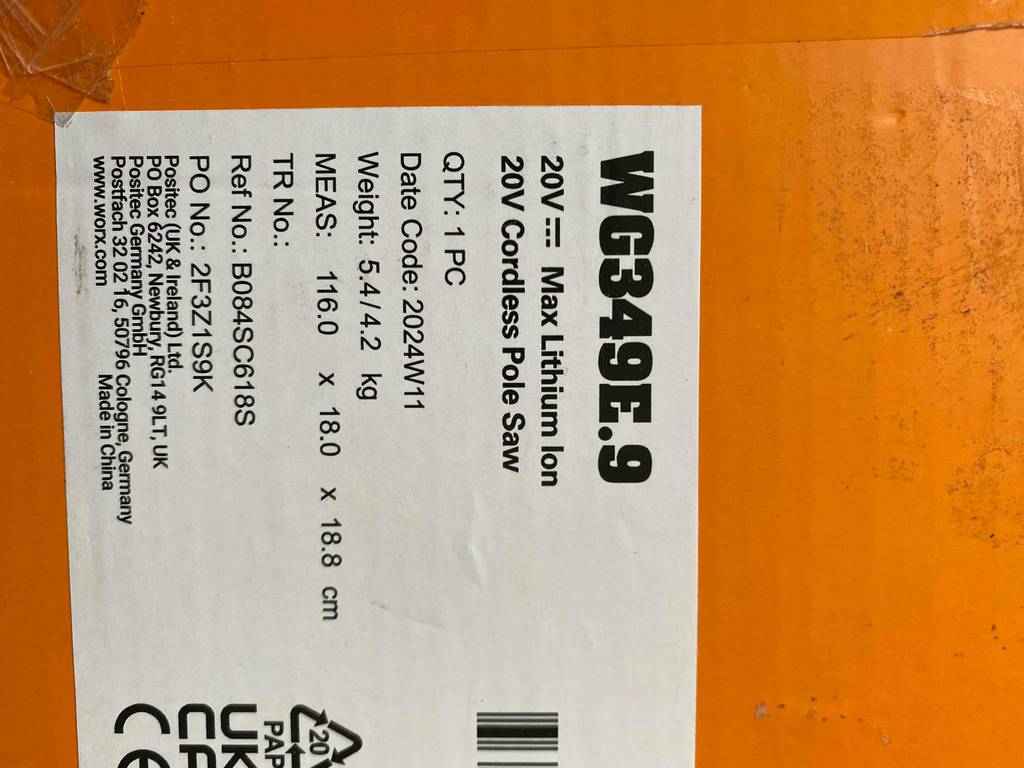 WG349E.9
20V⎓ Max Lithium Ion
20V Cordless Pole Saw
QTY: 1 PC
Date Code: 2024W11
Weight: 5.4/4.2 kg
MEAS: 116.0 x 18.0 x 18.8 cm
TR No.:
Ref No.: B084SC618S
PO No.: 2F3Z1S9K
Positec (UK & Ireland) Ltd.
PO Box 6242, Newbury, RG14 9LT, UK
Positec Germany GmbH
Postfach 32 02 16, 50796 Cologne, Germany
www.worx.com Made in China
20
PAP
UK
CA
CE